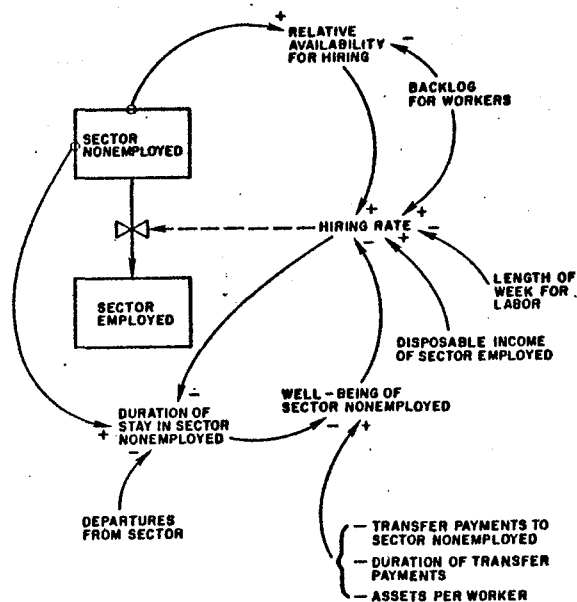 +
RELATIVE
AVAILABILITY
FOR HIRING
−
BACKLOG
FOR WORKERS
SECTOR
NONEMPLOYED
+
+
HIRING RATE
−
−
+
LENGTH OF
WEEK FOR
LABOR
SECTOR
EMPLOYED
DISPOSABLE INCOME
OF SECTOR EMPLOYED
−
WELL-BEING OF
SECTOR NONEMPLOYED
DURATION OF
STAY IN SECTOR
NONEMPLOYED
+
−
−
+
DEPARTURES
FROM SECTOR
− TRANSFER PAYMENTS TO
SECTOR NONEMPLOYED
− DURATION OF TRANSFER
PAYMENTS
− ASSETS PER WORKER